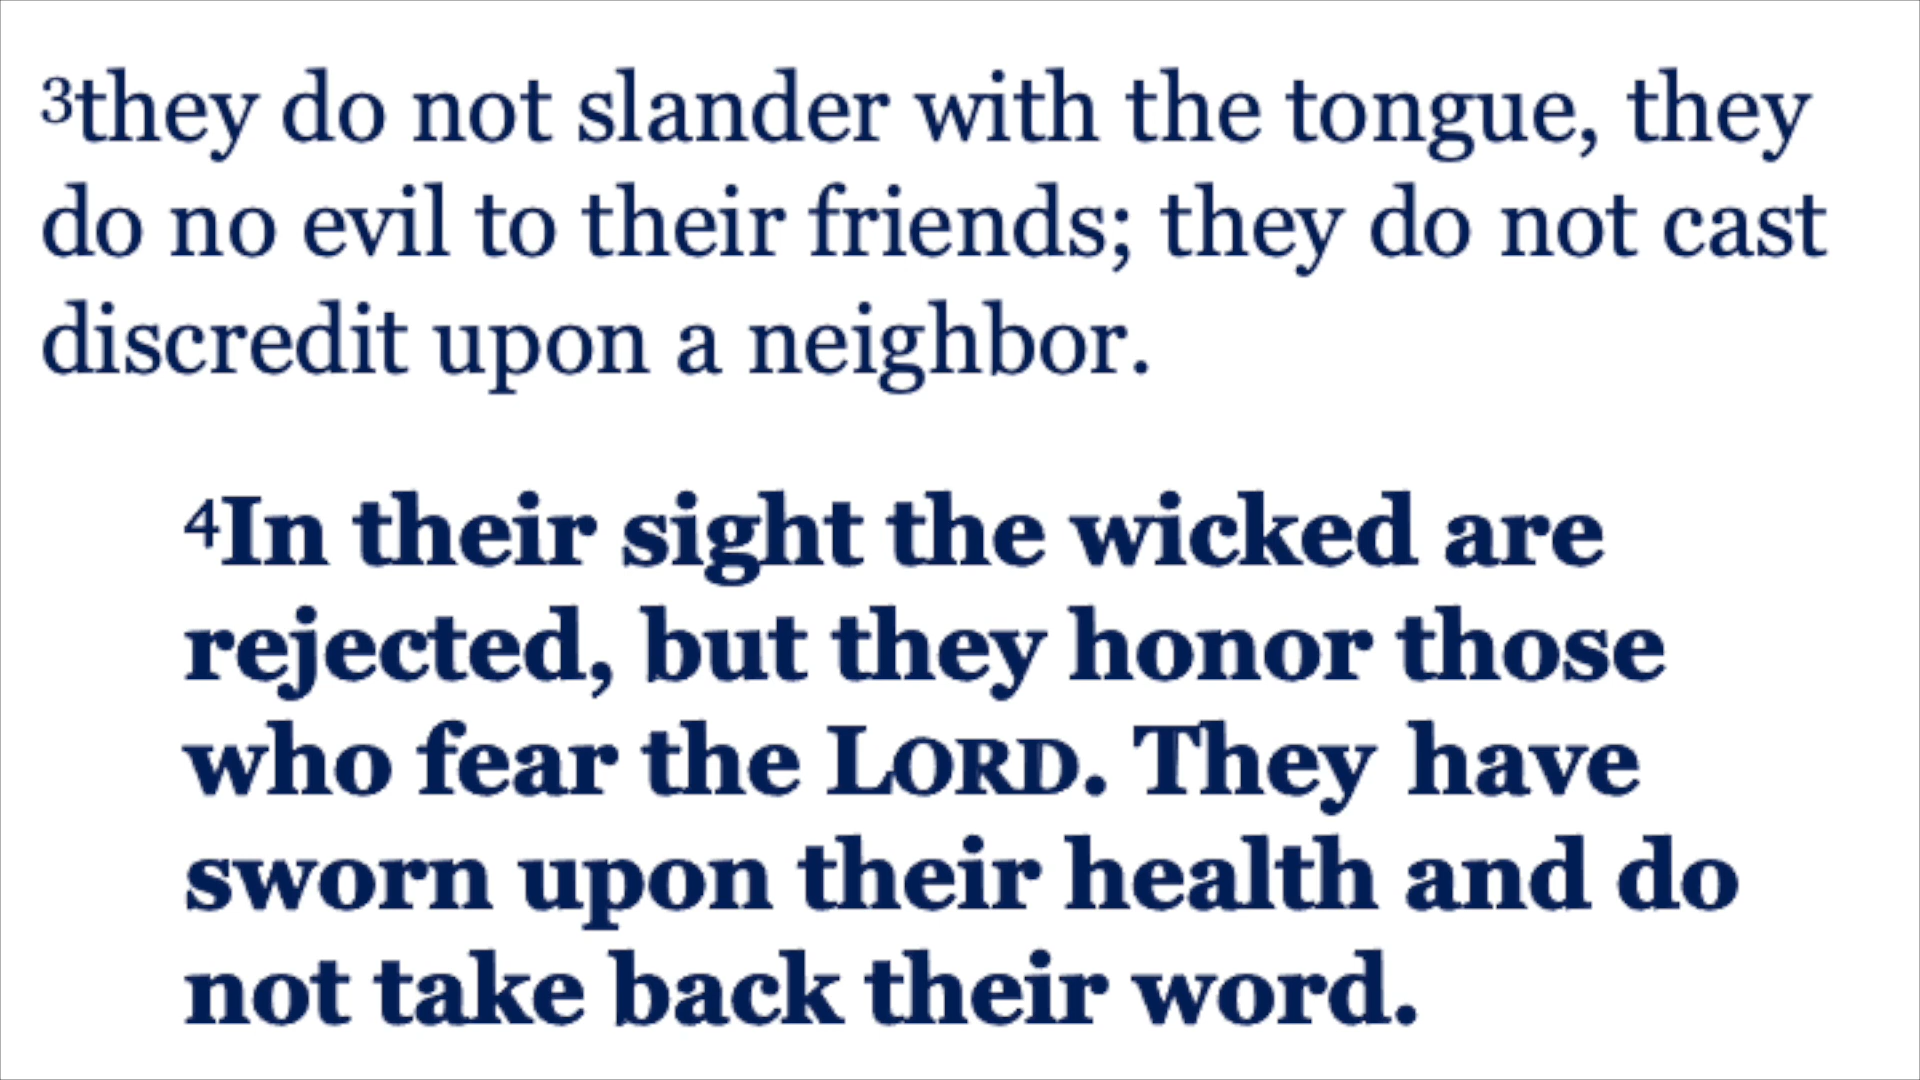 ³they do not slander with the tongue, they
do no evil to their friends; they do not cast
discredit upon a neighbor.
⁴In their sight the wicked are
rejected, but they honor those
who fear the LORD. They have
sworn upon their health and do
not take back their word.